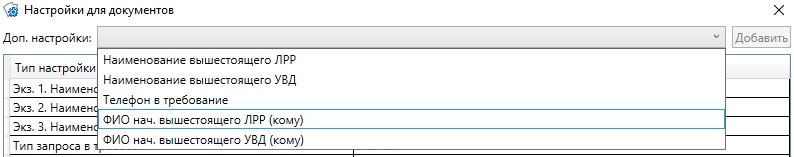 Настройки для документов
Доп. настройки:
Добавить
Наименование вышестоящего ЛРР
Наименование вышестоящего УВД
Телефон в требование
ФИО нач. вышестоящего ЛРР (кому)
ФИО нач. вышестоящего УВД (кому)
Тип настройки
Экз. 1. Наимено
Экз. 2. Наимено
Экз. 3. Наимено
Тип запроса в т